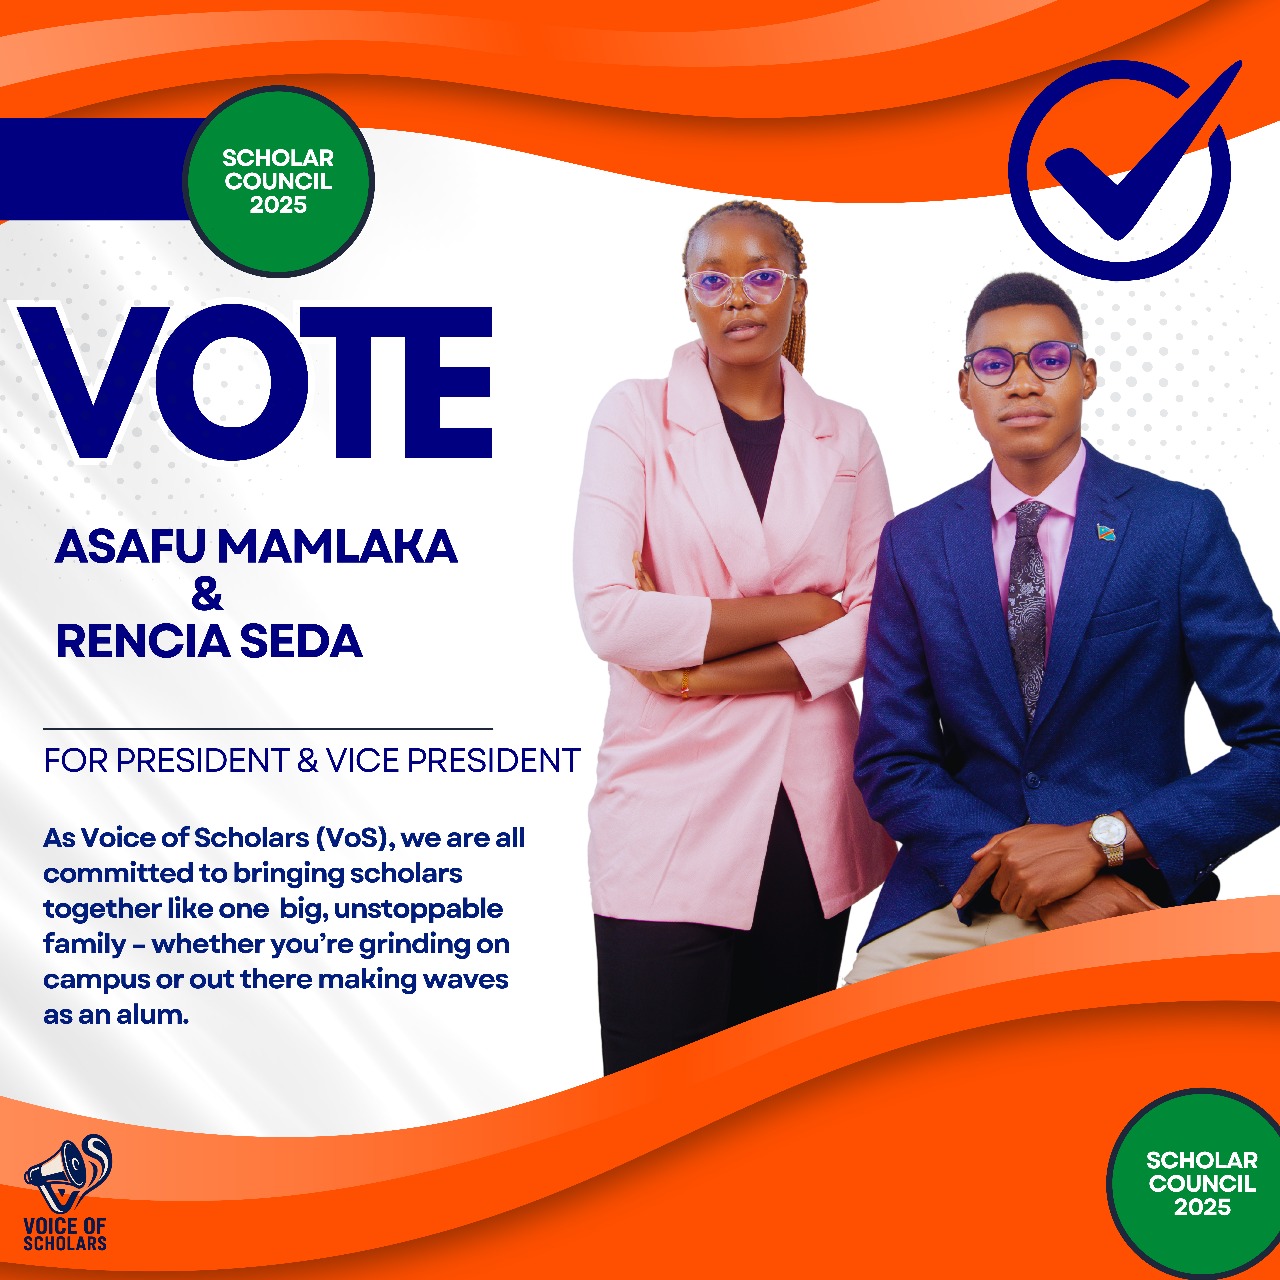 SCHOLAR
COUNCIL
2025
VOTE
ASAFU MAMLAKA
&
RENCIA SEDA
FOR PRESIDENT & VICE PRESIDENT
As Voice of Scholars (VoS), we are all
committed to bringing scholars
together like one big, unstoppable
family – whether you’re grinding on
campus or out there making waves
as an alum.
VOICE OF
SCHOLARS
SCHOLAR
COUNCIL
2025